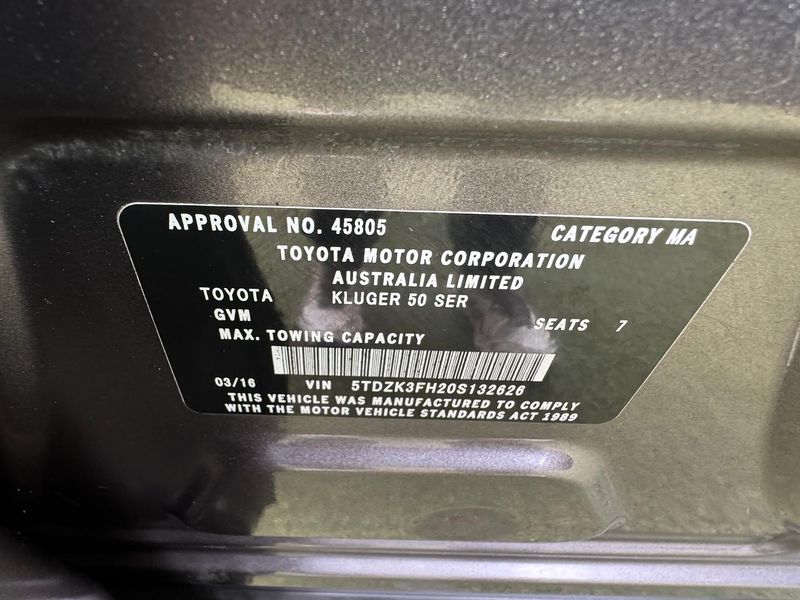 APPROVAL NO. 45805 CATEGORY MA
TOYOTA MOTOR CORPORATION
AUSTRALIA LIMITED
TOYOTA KLUGER 50 SER
GVM SEATS 7
MAX. TOWING CAPACITY
03/16 VIN 5TDZK3FH20S132626
THIS VEHICLE WAS MANUFACTURED TO COMPLY
WITH THE MOTOR VEHICLE STANDARDS ACT 1989